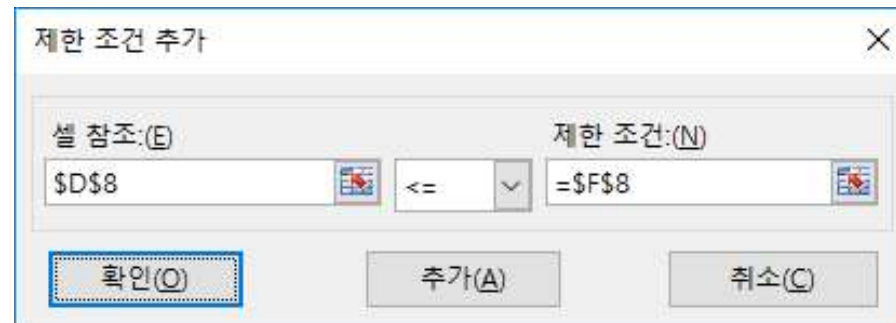 제한 조건 추가
셀 참조:(E) 제한 조건:(N)
$D$8 <= =$F$8
확인(O) 추가(A) 취소(C)